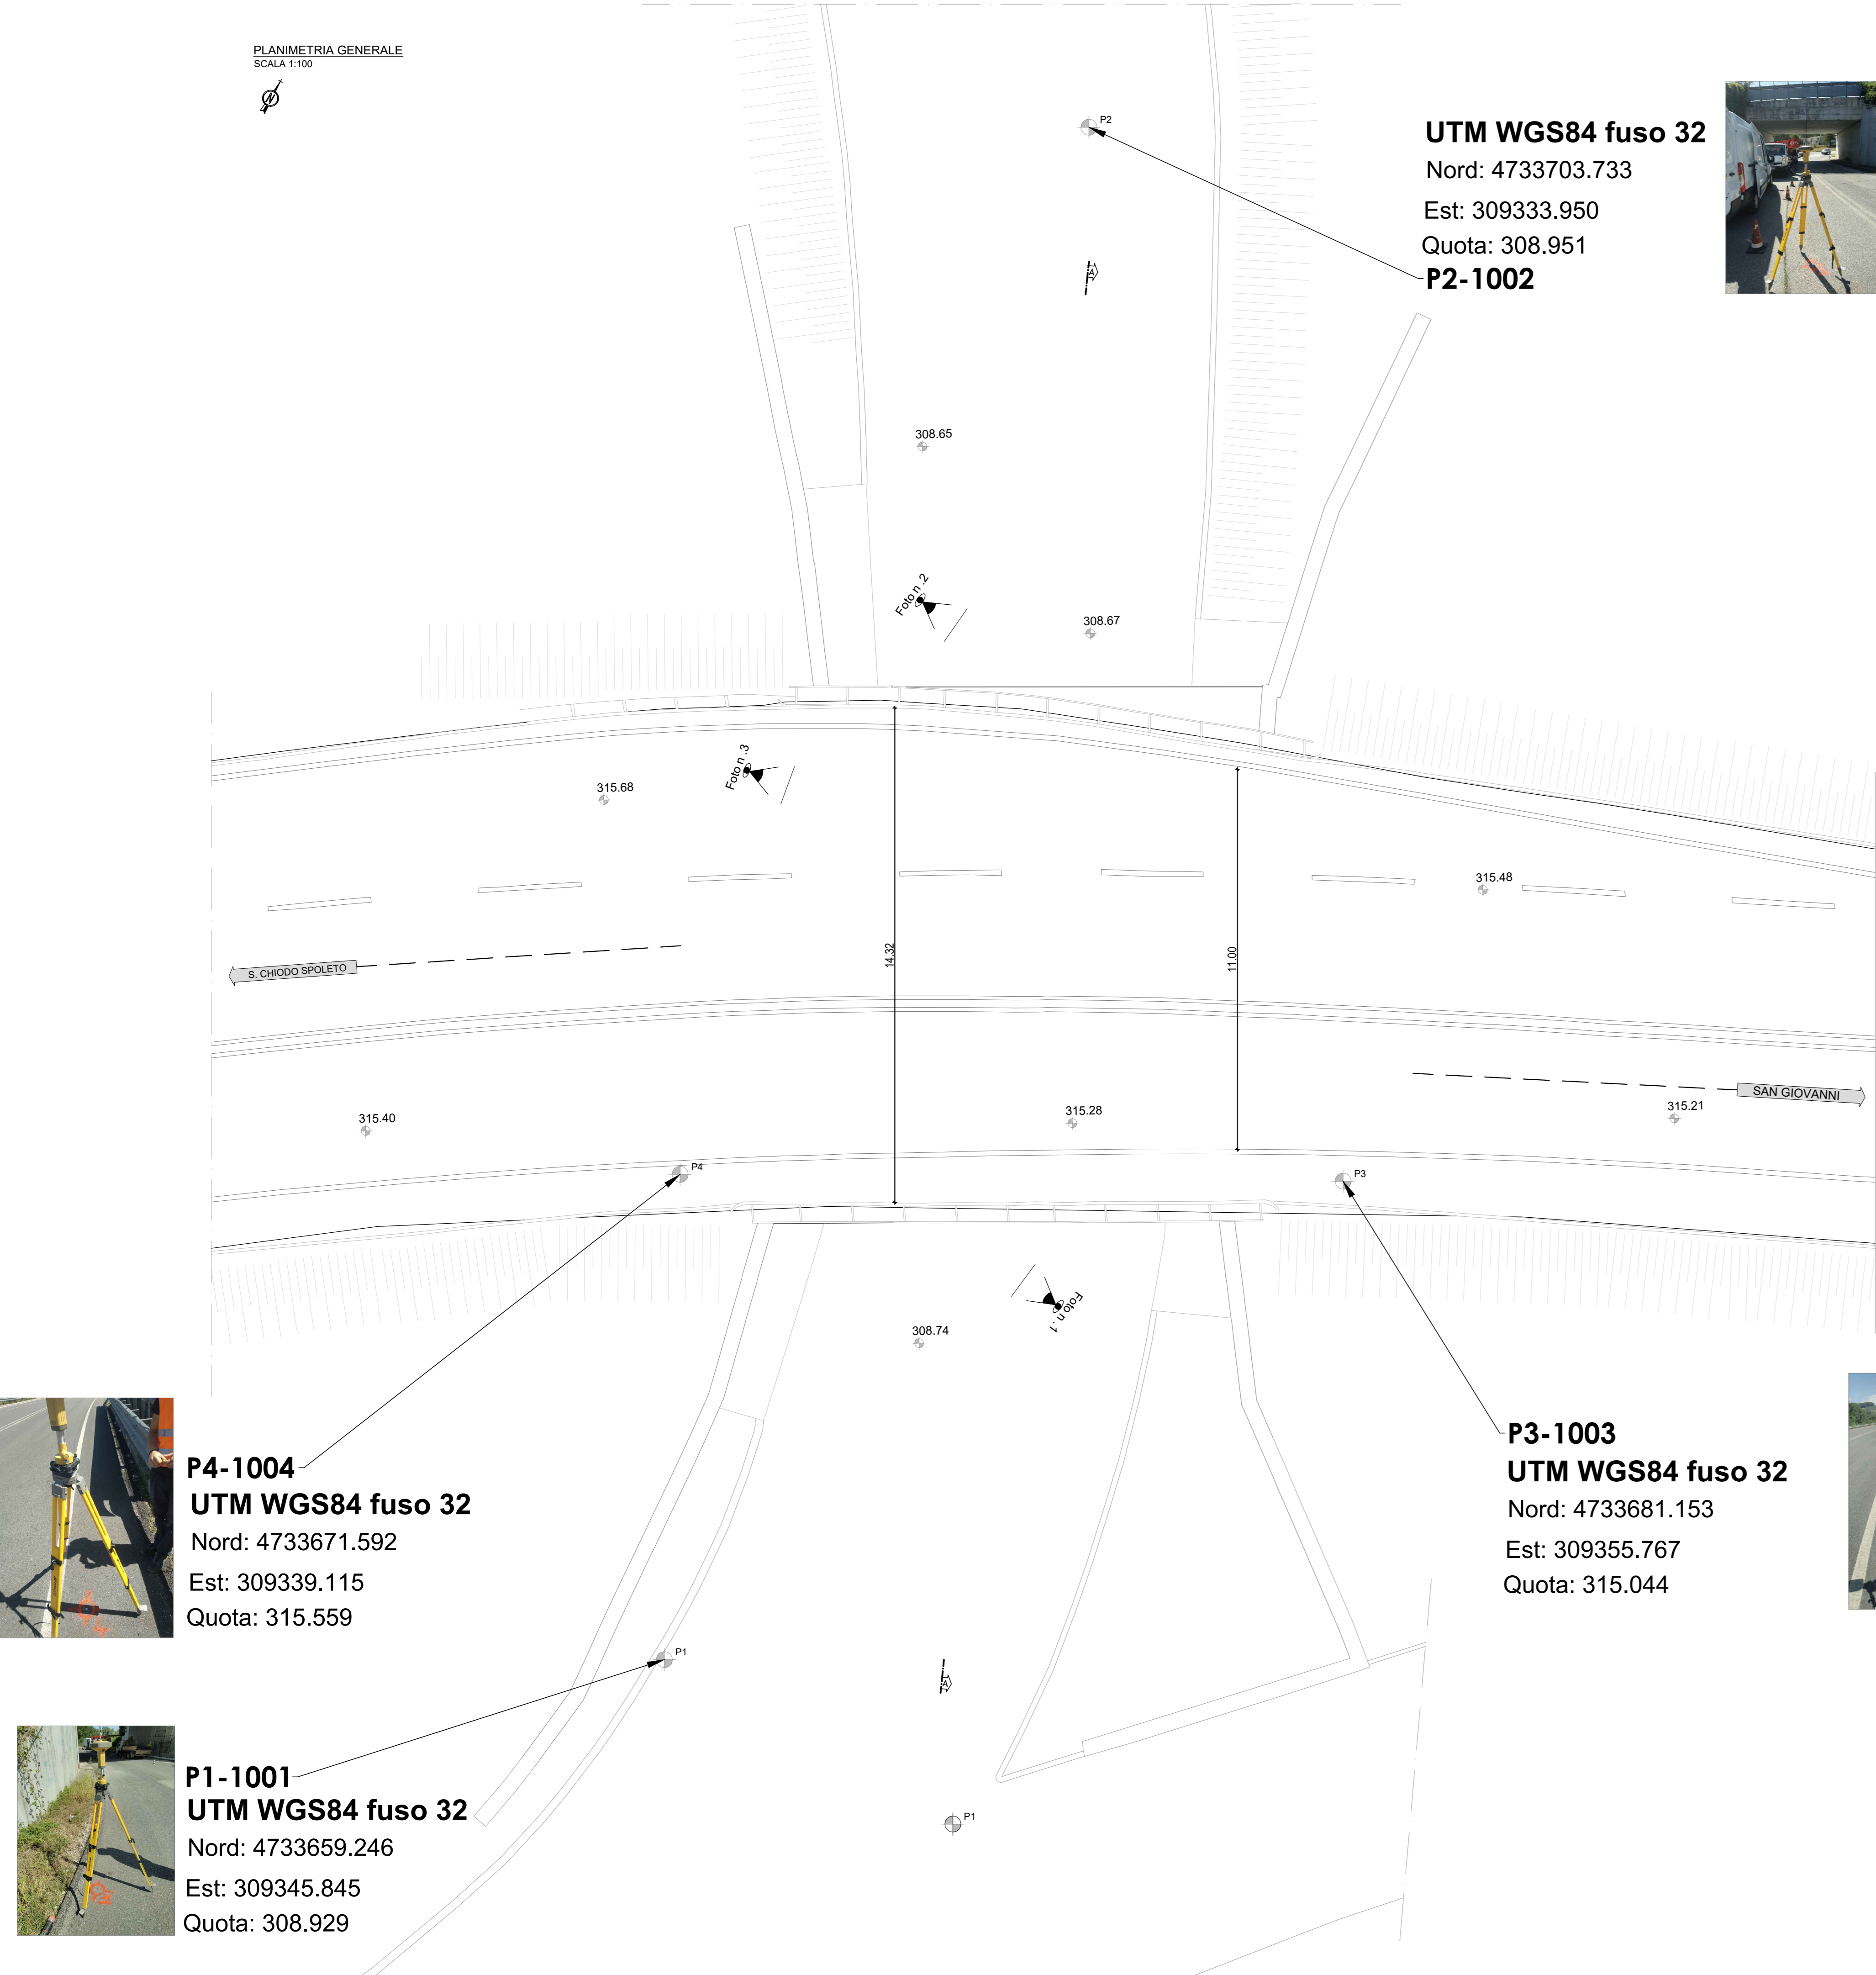 PLANIMETRIA GENERALE
SCALA 1:100
N
P2
UTM WGS84 fuso 32
Nord: 4733703.733
Est: 309333.950
Quota: 308.951
P2-1002
A
308.65
Foto n .2
308.67
Foto n .3
315.68
315.48
14.32
11.00
S. CHIODO SPOLETO
SAN GIOVANNI
315.40
315.28
315.21
P4
P3
Foto n. .1
308.74
P4-1004
UTM WGS84 fuso 32
Nord: 4733671.592
Est: 309339.115
Quota: 315.559
P3-1003
UTM WGS84 fuso 32
Nord: 4733681.153
Est: 309355.767
Quota: 315.044
P1
A
P1-1001
UTM WGS84 fuso 32
Nord: 4733659.246
Est: 309345.845
Quota: 308.929
P1